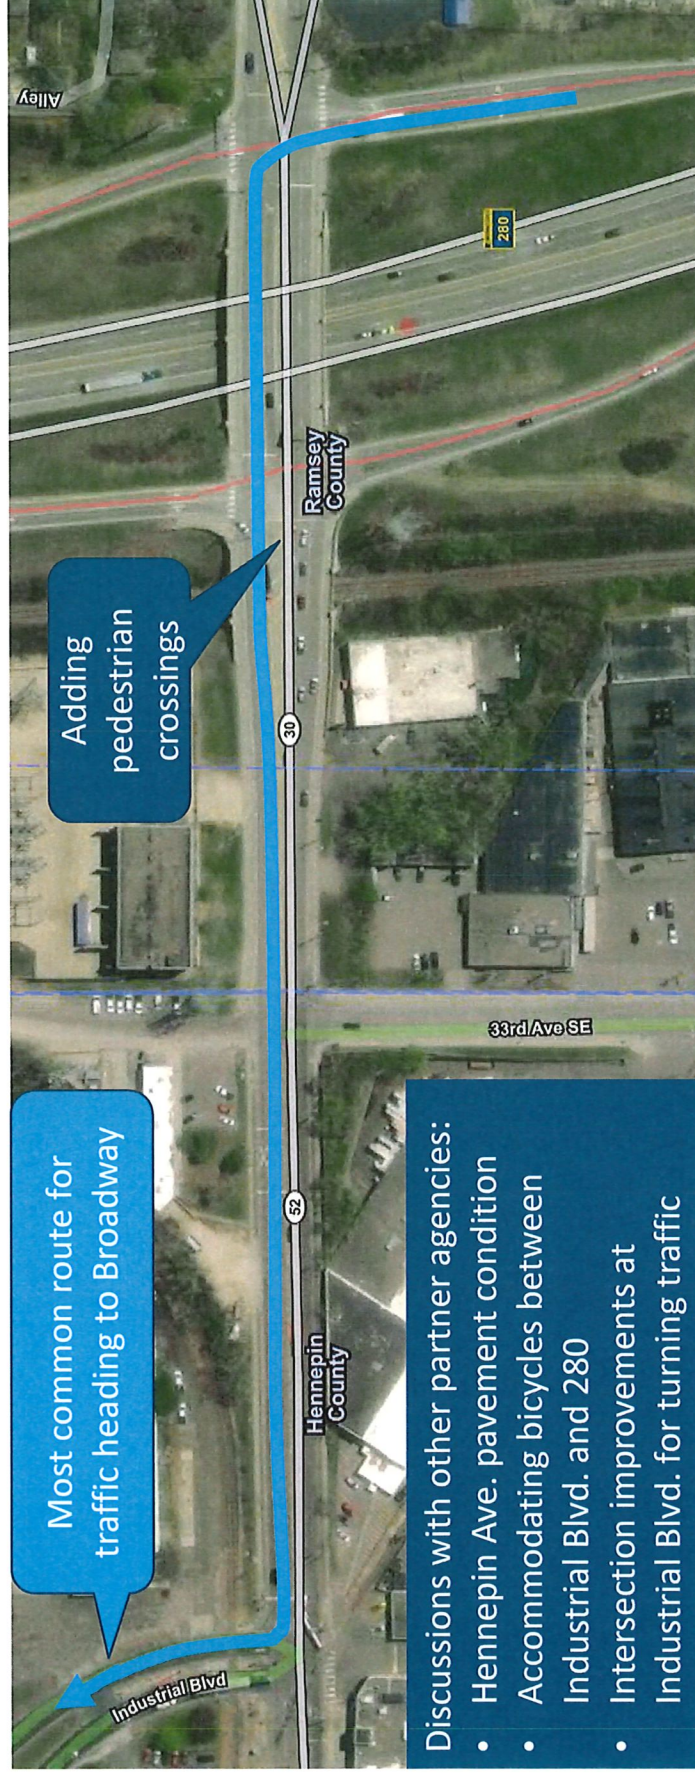 Most common route for
traffic heading to Broadway
Adding
pedestrian
crossings
Alley
280
Ramsey
County
30
33rd Ave SE
52
Hennepin
County
Industrial Blvd
Discussions with other partner agencies:
• Hennepin Ave. pavement condition
• Accommodating bicycles between
Industrial Blvd. and 280
• Intersection improvements at
Industrial Blvd. for turning traffic